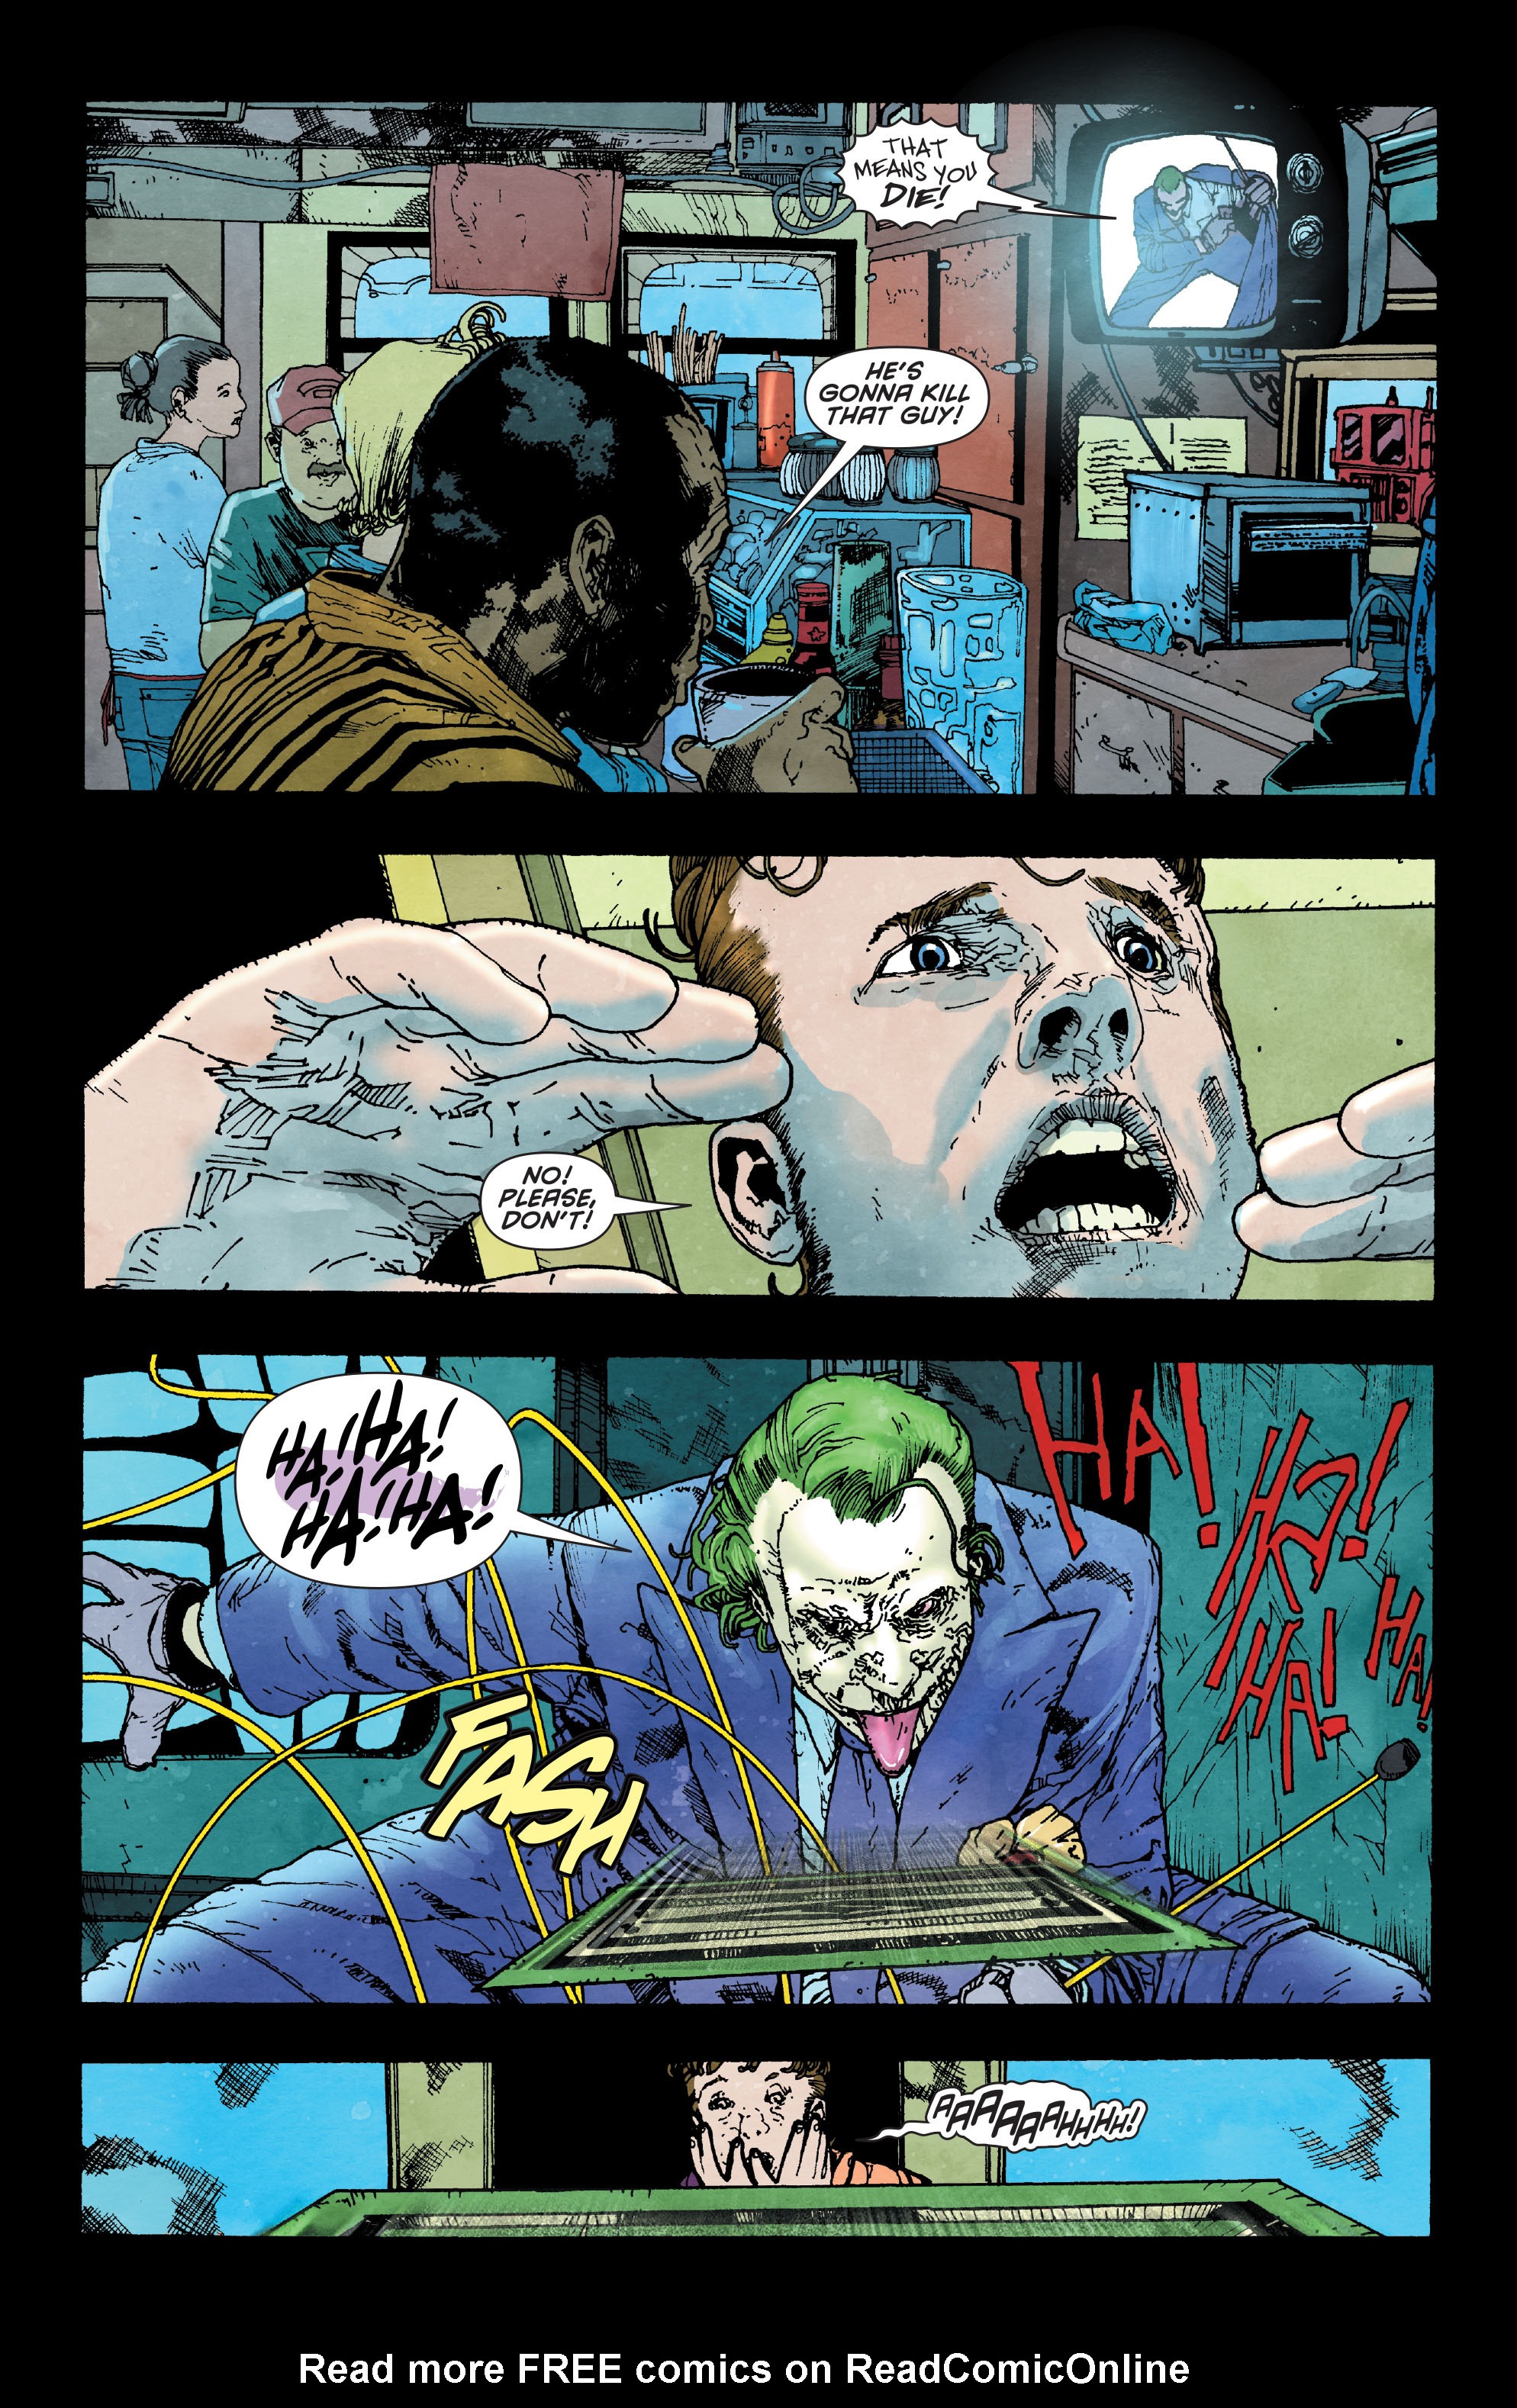 THAT
MEANS YOU
DIE!
HE'S
GONNA KILL
THAT GUY!
NO!
PLEASE,
DON'T!
HA! HA!
HA! HA!
HA!
HA!
HA!
HA!
FASH
AAAAAAHHHH!
Read more FREE comics on ReadComicOnline